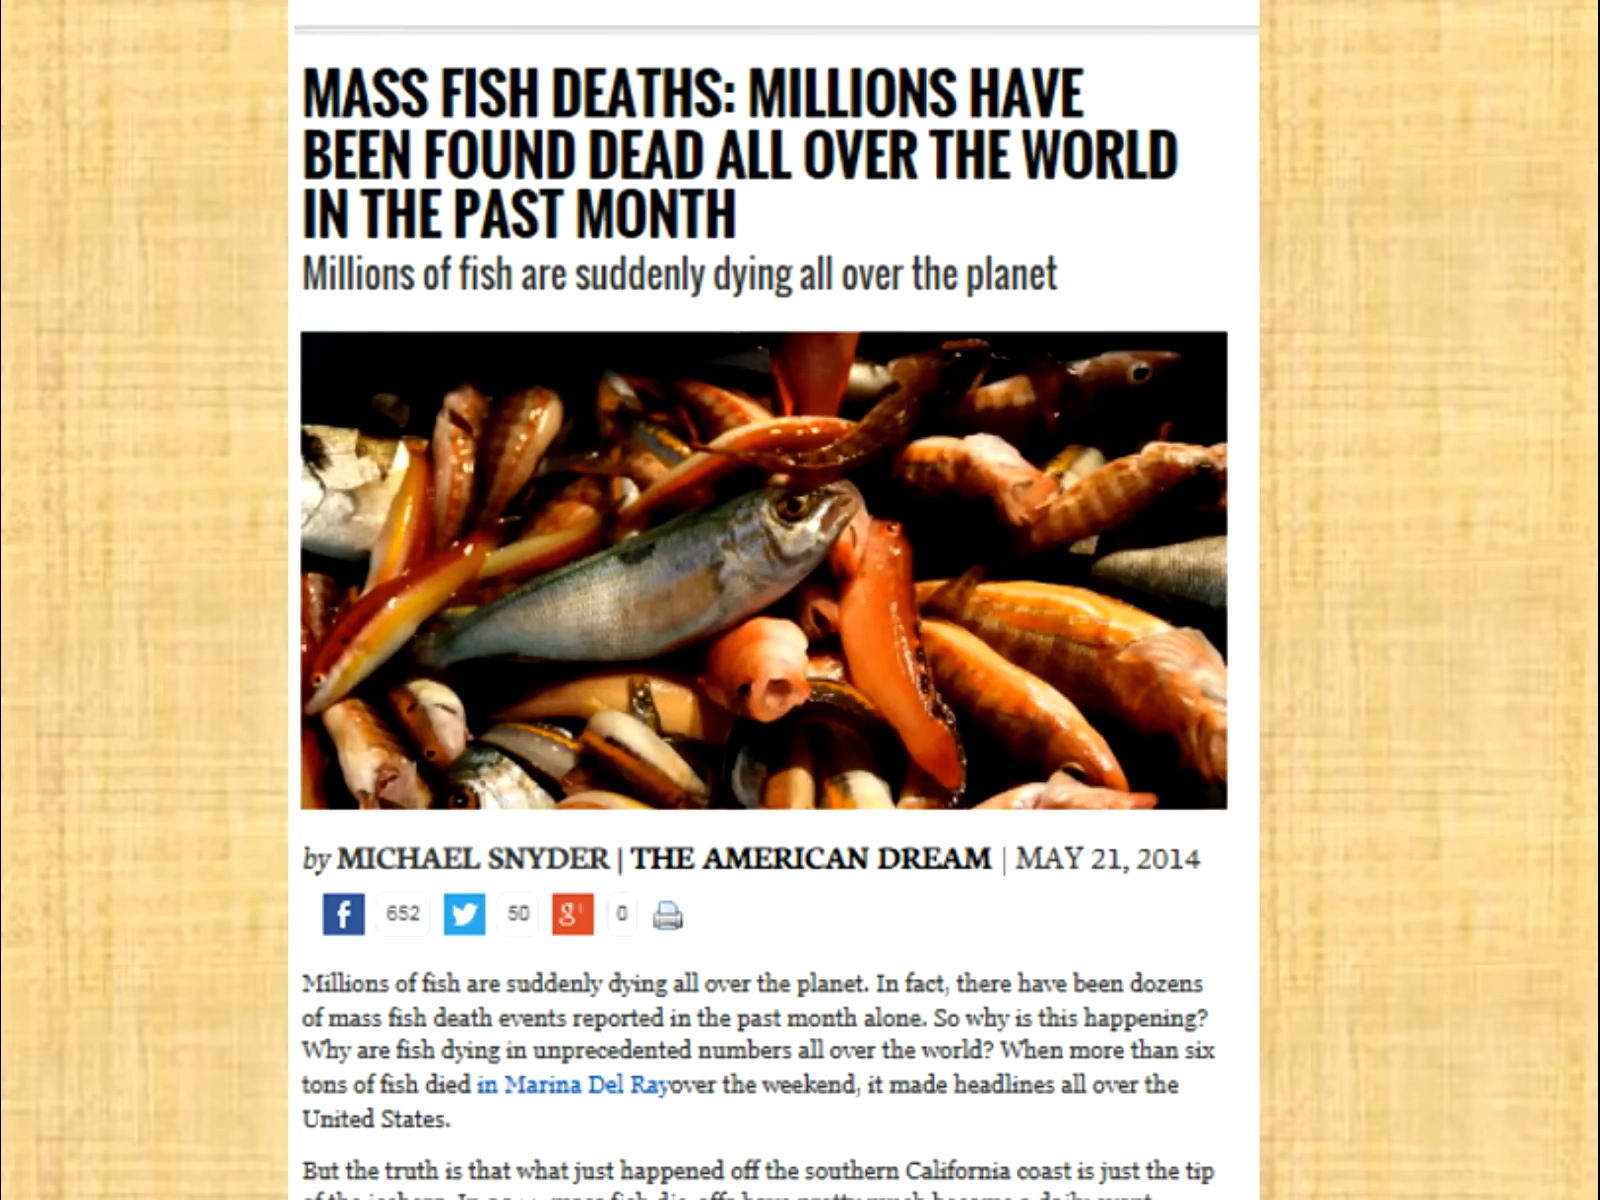 MASS FISH DEATHS: MILLIONS HAVE
BEEN FOUND DEAD ALL OVER THE WORLD
IN THE PAST MONTH
Millions of fish are suddenly dying all over the planet
by MICHAEL SNYDER | THE AMERICAN DREAM | MAY 21, 2014
f 652 50 g+ 0
Millions of fish are suddenly dying all over the planet. In fact, there have been dozens
of mass fish death events reported in the past month alone. So why is this happening?
Why are fish dying in unprecedented numbers all over the world? When more than six
tons of fish died in Marina Del Rayover the weekend, it made headlines all over the
United States.
But the truth is that what just happened off the southern California coast is just the tip